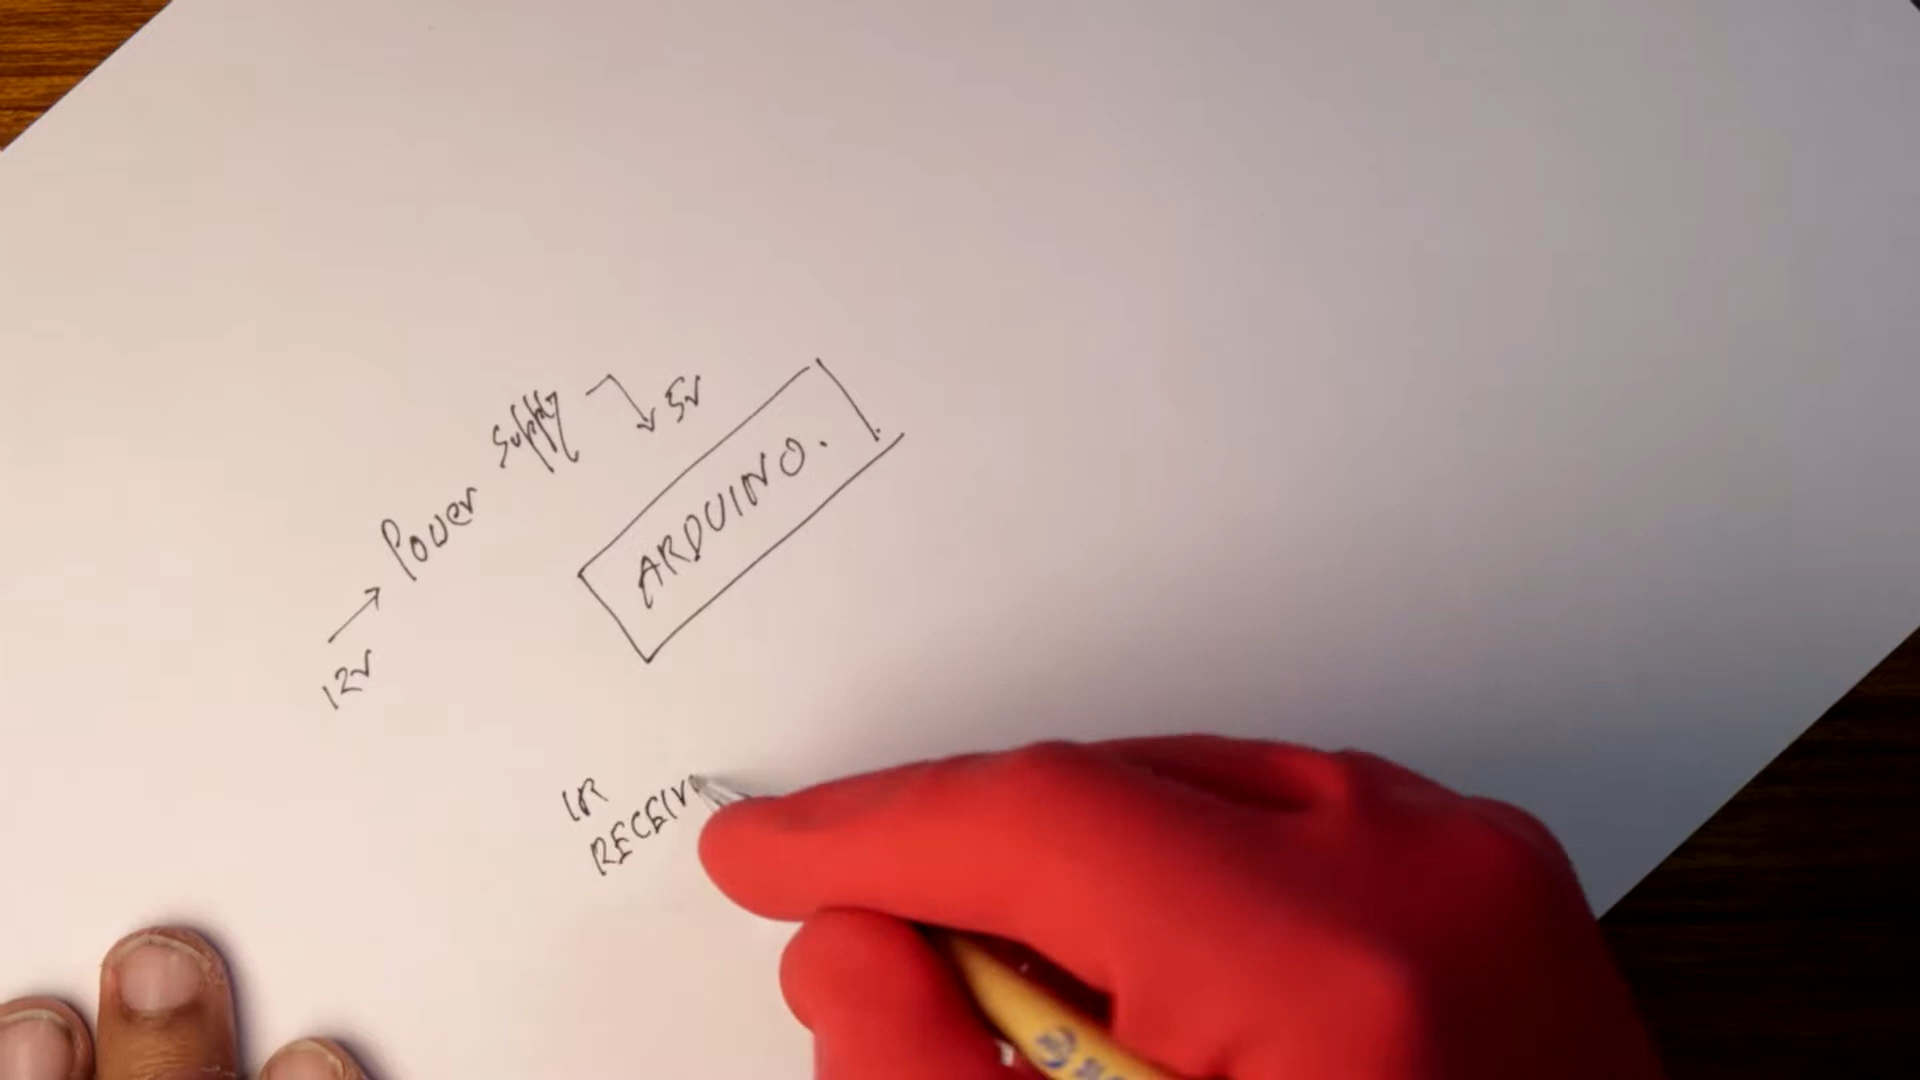 12v → Power supply → 5v
ARDUINO.
IR
RECEIV